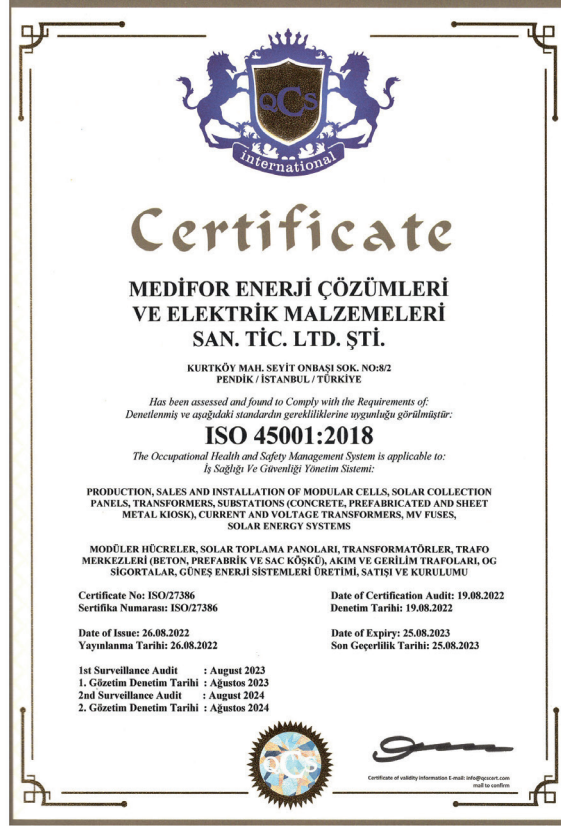 QCS
international
Certificate
MEDİFOR ENERJİ ÇÖZÜMLERİ
VE ELEKTRİK MALZEMELERİ
SAN. TİC. LTD. ŞTİ.
KURTKÖY MAH. SEYİT ONBAŞI SOK. NO:8/2
PENDİK / İSTANBUL / TÜRKİYE
Has been assessed and found to Comply with the Requirements of:
Denetlenmiş ve aşağıdaki standardın gerekliliklerine uygunluğu görülmüştür:
ISO 45001:2018
The Occupational Health and Safety Management System is applicable to:
İş Sağlığı Ve Güvenliği Yönetim Sistemi:
PRODUCTION, SALES AND INSTALLATION OF MODULAR CELLS, SOLAR COLLECTION
PANELS, TRANSFORMERS, SUBSTATIONS (CONCRETE, PREFABRICATED AND SHEET
METAL KIOSK), CURRENT AND VOLTAGE TRANSFORMERS, MV FUSES,
SOLAR ENERGY SYSTEMS
MODÜLER HÜCRELER, SOLAR TOPLAMA PANOLARI, TRANSFORMATÖRLER, TRAFO
MERKEZLERİ (BETON, PREFABRİK VE SAC KÖŞKÜ), AKIM VE GERİLİM TRAFOLARI, OG
SİGORTALAR, GÜNEŞ ENERJİ SİSTEMLERİ ÜRETİMİ, SATIŞI VE KURULUMU
Certificate No: ISO/27386
Sertifika Numarası: ISO/27386
Date of Certification Audit: 19.08.2022
Denetim Tarihi: 19.08.2022
Date of Issue: 26.08.2022
Yayınlanma Tarihi: 26.08.2022
Date of Expiry: 25.08.2023
Son Geçerlilik Tarihi: 25.08.2023
1st Surveillance Audit : August 2023
1. Gözetim Denetim Tarihi : Ağustos 2023
2nd Surveillance Audit : August 2024
2. Gözetim Denetim Tarihi : Ağustos 2024
QCS
Certificate of validity information E-mail: info@qcscert.com
mail to confirm